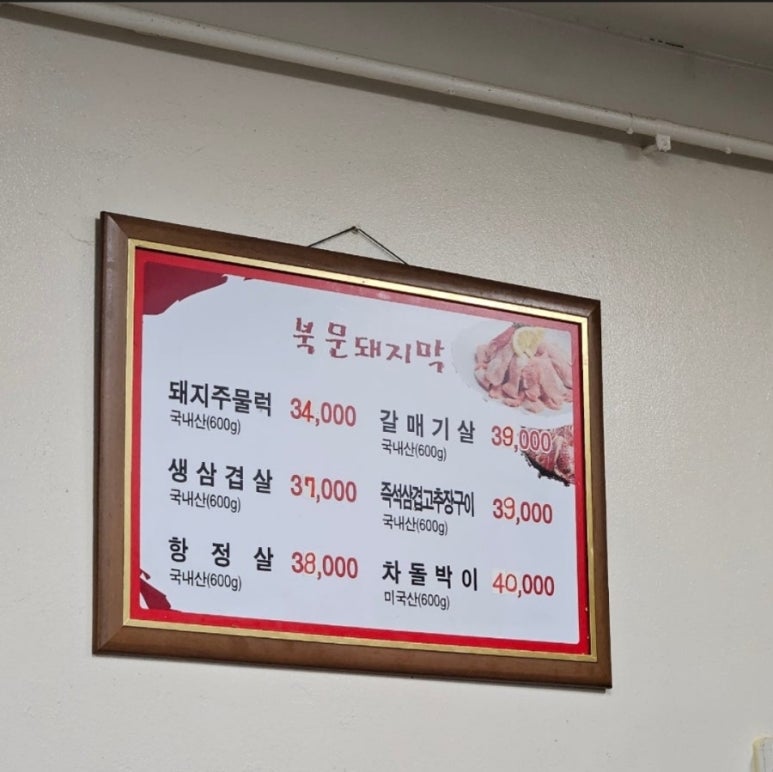 북문돼지막
돼지주물럭 34,000
국내산(600g)
생삼겹살 37,000
국내산(600g)
항정살 38,000
국내산(600g)
갈매기살 39,000
국내산(600g)
즉석삼겹고추장구이 39,000
국내산(600g)
차돌박이 40,000
미국산(600g)